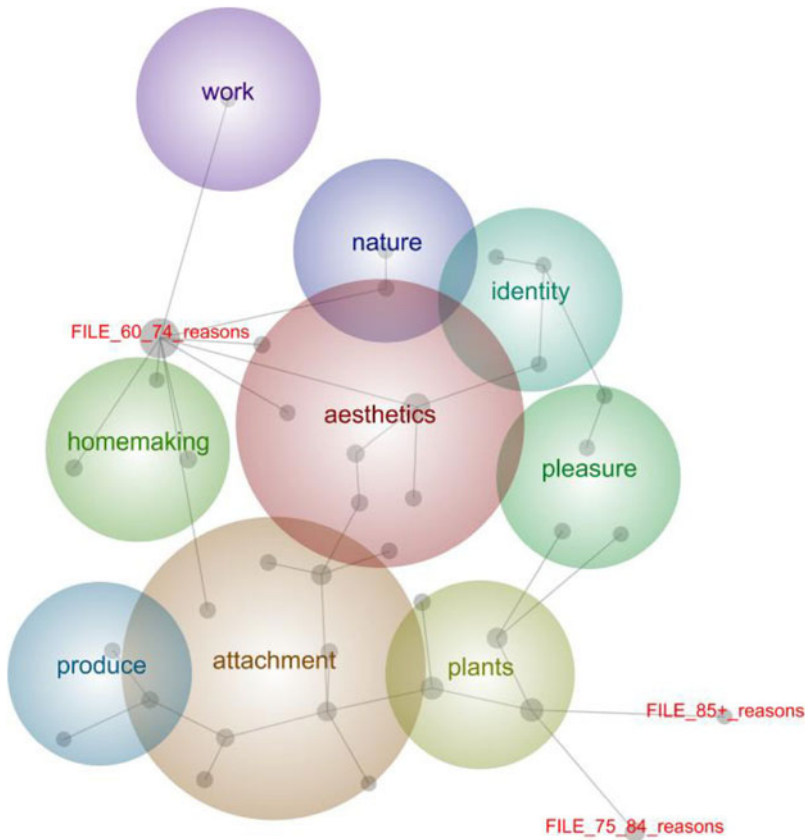 work
nature
identity
FILE_60_74_reasons
aesthetics
homemaking
pleasure
produce
attachment
plants
FILE_85+_reasons
FILE_75_84_reasons